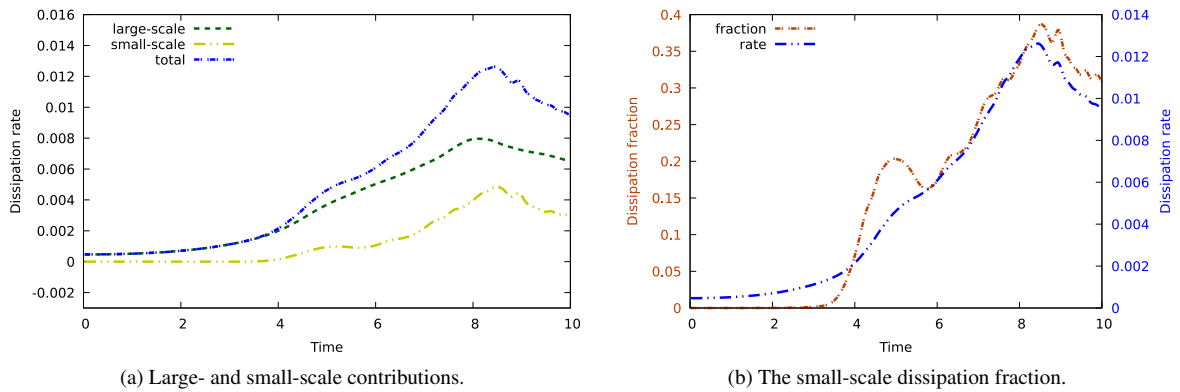 0.016
0.014
0.012
0.01
0.008
0.006
0.004
0.002
0
-0.002
0 2 4 6 8 10
Dissipation rate
Time
large-scale
small-scale
total
(a) Large- and small-scale contributions.
0.4
0.35
0.3
0.25
0.2
0.15
0.1
0.05
0
Dissipation fraction
fraction
rate
0 2 4 6 8 10
Time
0.014
0.012
0.01
0.008
0.006
0.004
0.002
0
Dissipation rate
(b) The small-scale dissipation fraction.